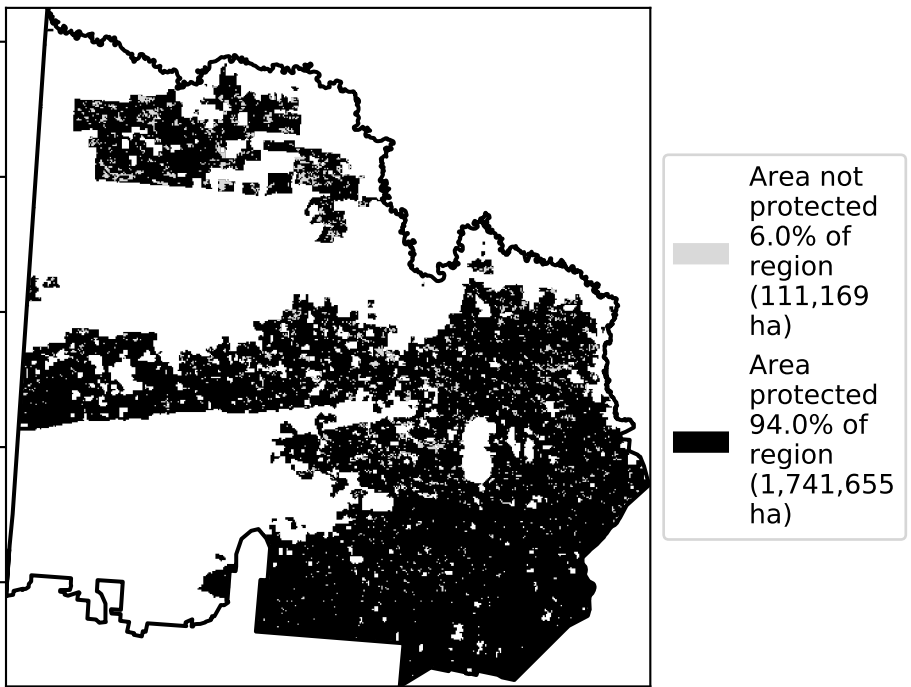 Area not
protected
6.0% of
region
(111,169
ha)
Area
protected
94.0% of
region
(1,741,655
ha)